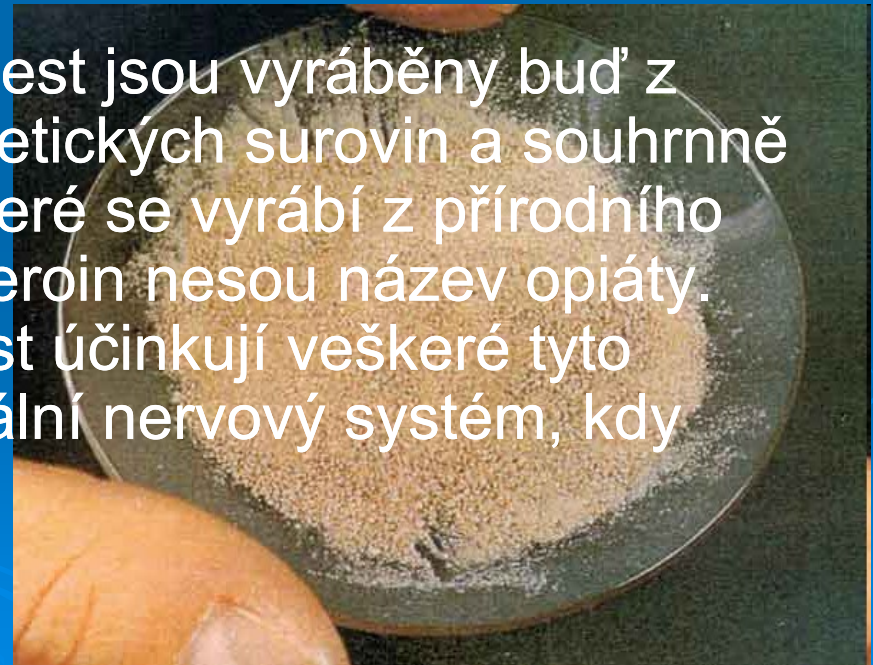 est jsou vyráběny buď z
etických surovin a souhrnně
eré se vyrábí z přírodního
eroin nesou název opiáty.
st účinkují veškeré tyto
ální nervový systém, kdy